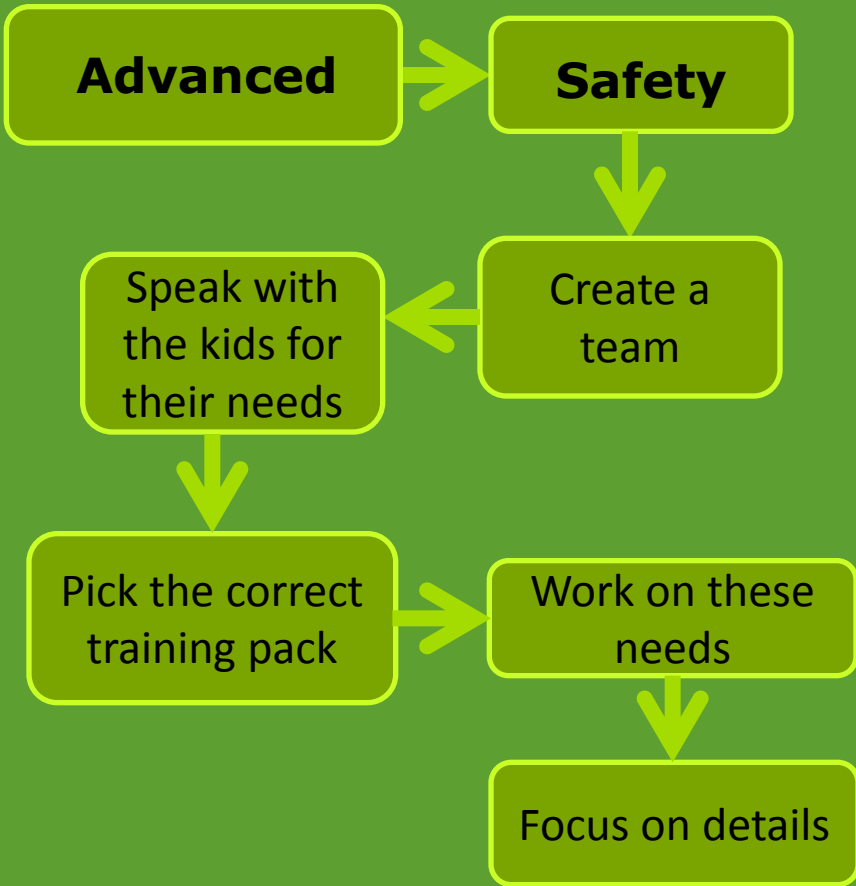 Advanced
Safety
Create a
team
Speak with
the kids for
their needs
Pick the correct
training pack
Work on these
needs
Focus on details